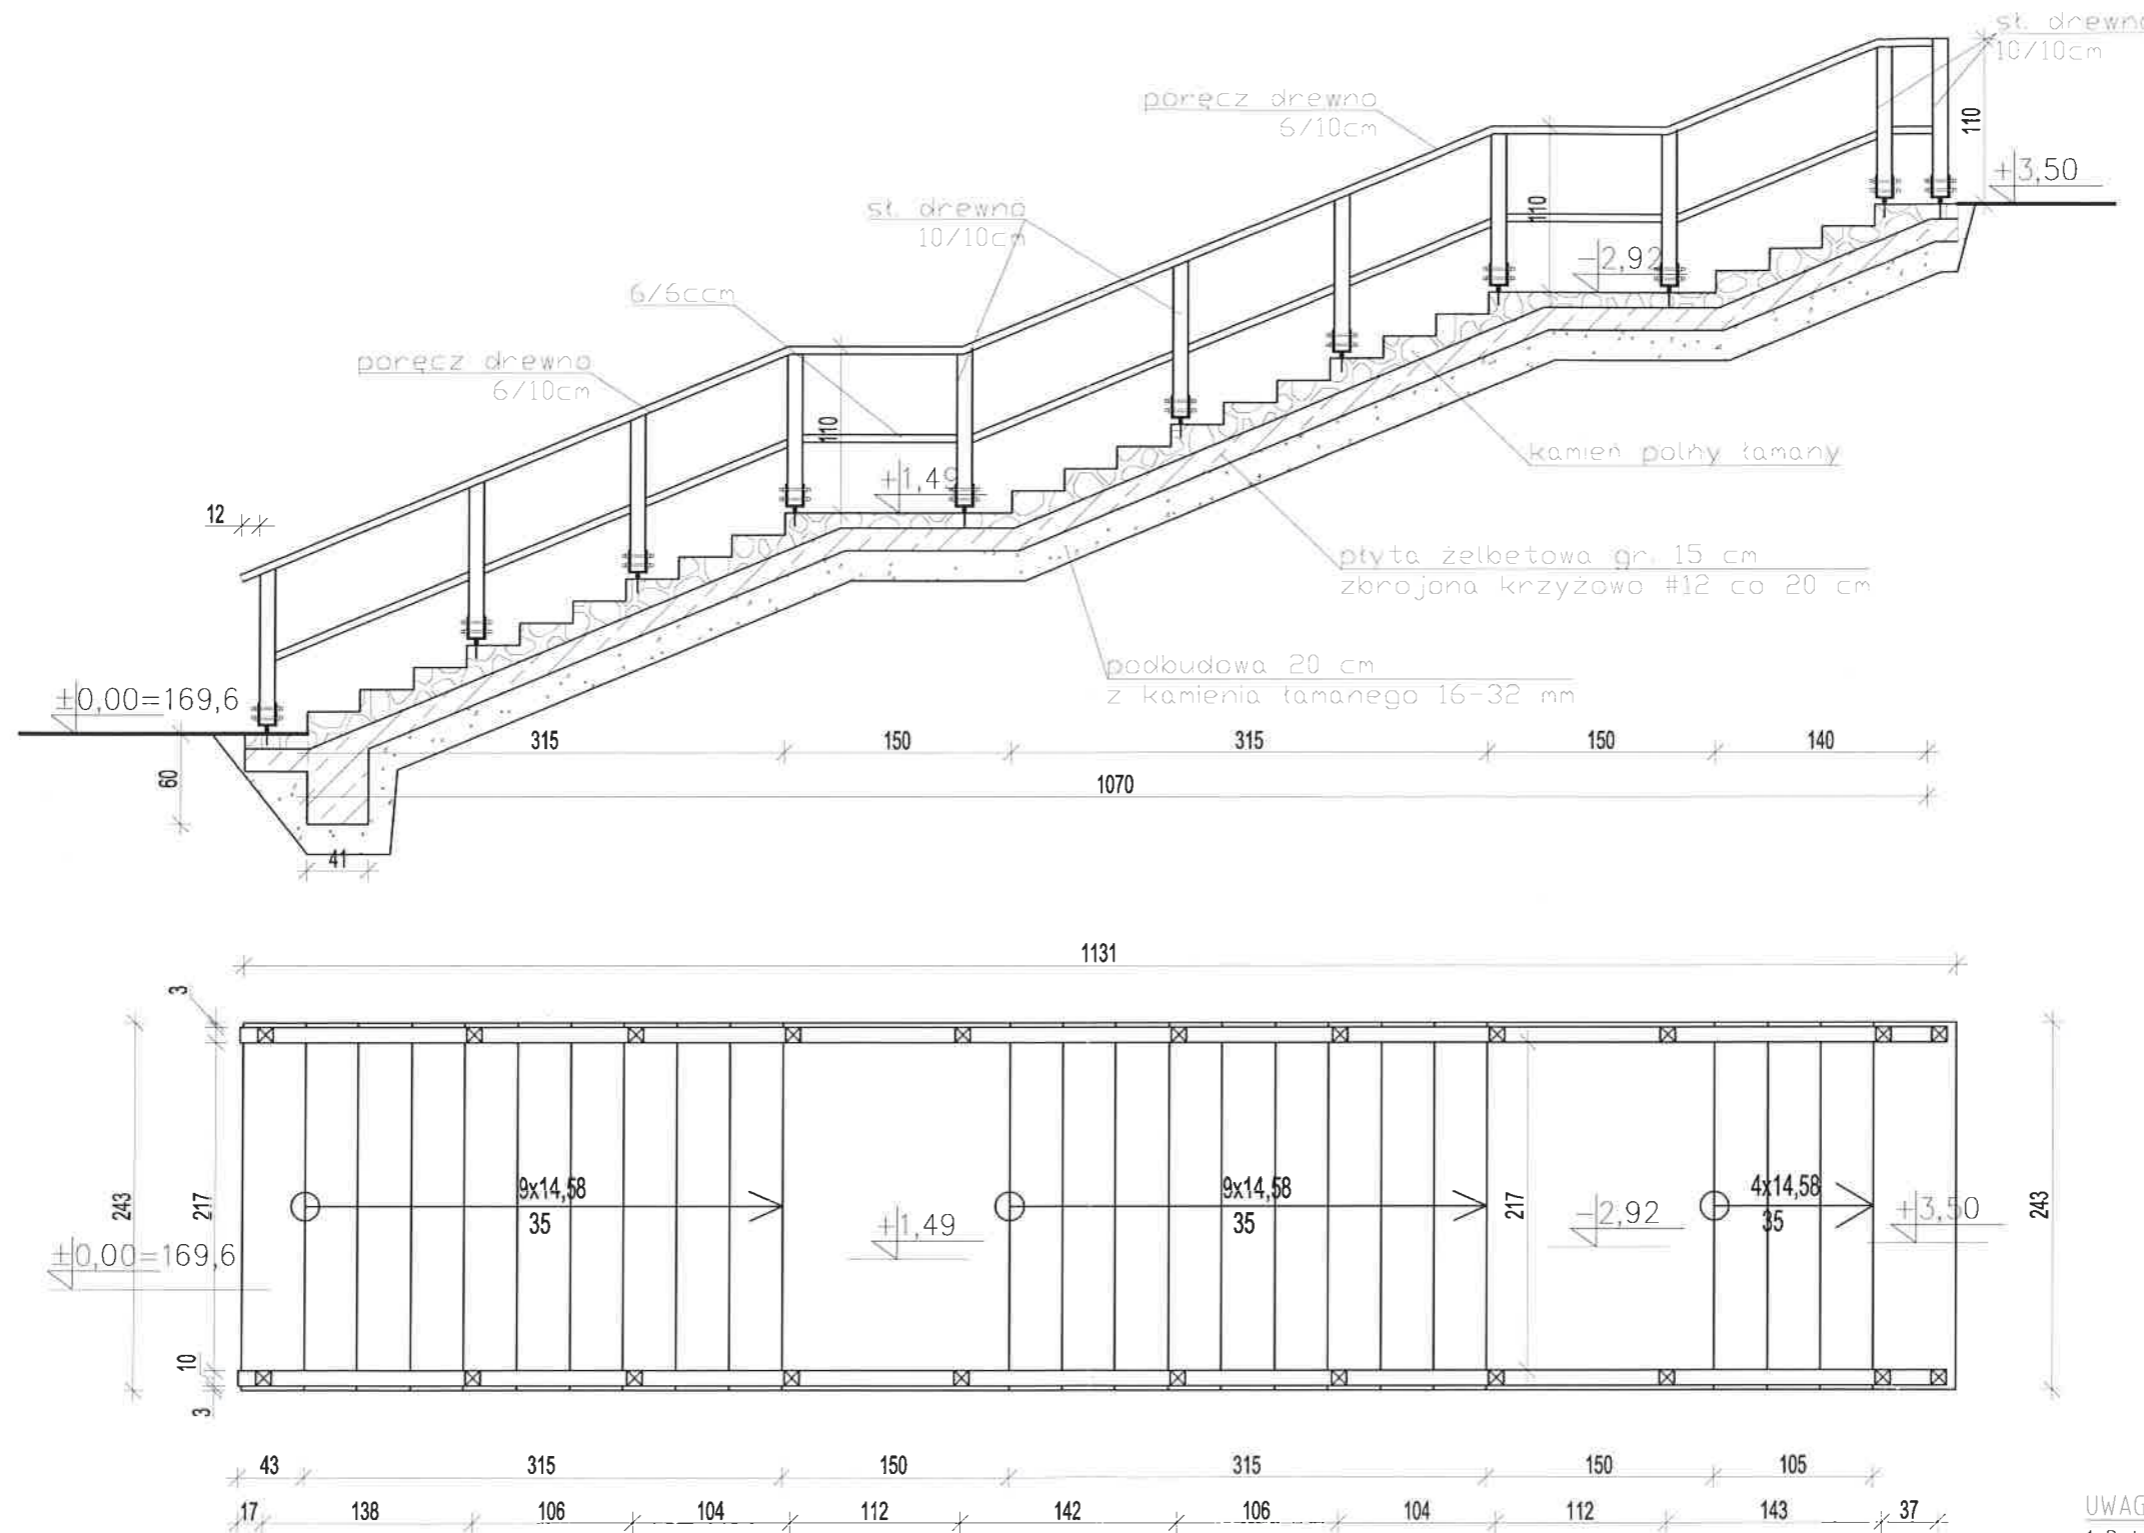 sł. drewno
10/10cm
poręcz drewno
6/10cm
110
+3,50
sł. drewno
10/10cm
110
-2,92
6/6ccm
poręcz drewno
6/10cm
110
+1,49
kamień polny łamany
12
płyta żelbetowa gr. 15 cm
zbrojona krzyżowo #12 co 20 cm
podbudowa 20 cm
z kamienia łamanego 16-32 mm
±0,00=169,6
315 150 315 150 140
60
1070
41
1131
3
243
217
9x14,58
35
+1,49
9x14,58
35
217
-2,92
4x14,58
35
+3,50
243
±0,00=169,6
10
3
43 315 150 315 150 105
17 138 106 104 112 142 106 104 112 143 37
UWAG